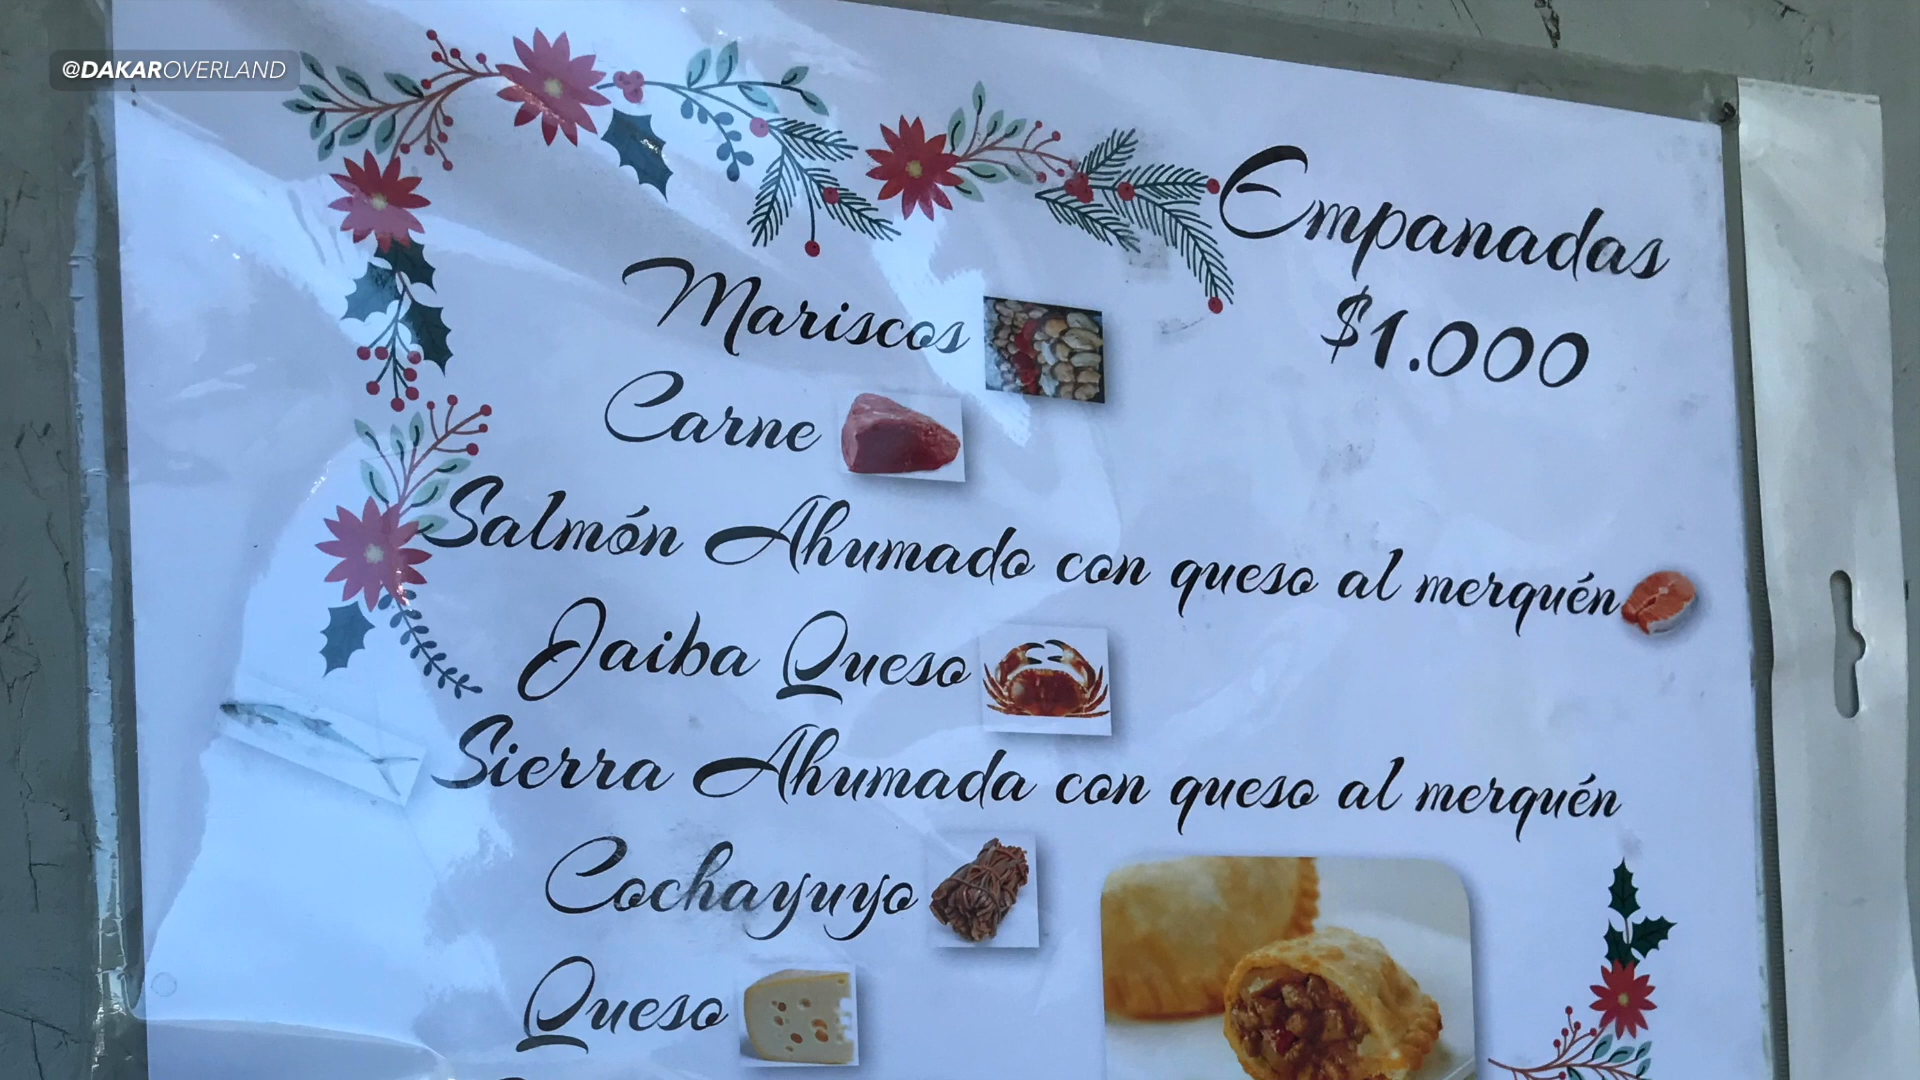 @DAKAROVERLAND
Empanadas
$1.000
Mariscos
Carne
Salmón Ahumado con queso al merquén
Jaiba Queso
Sierra Ahumada con queso al merquén
Cochayuyo
Queso